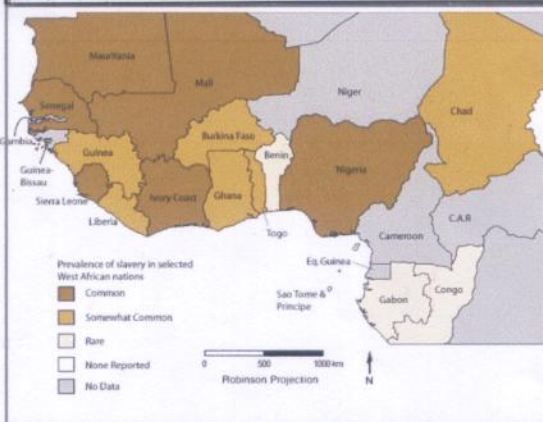 Mauritania
Mali
Niger
Chad
Senegal
Gambia
Guinea-
Bissau
Guinea
Sierra Leone
Liberia
Ivory Coast
Burkina Faso
Ghana
Togo
Benin
Nigeria
C.A.R
Cameroon
Eq. Guinea
Sao Tome &
Principe
Gabon
Congo
Prevalence of slavery in selected
West African nations
Common
Somewhat Common
Rare
None Reported
No Data
0
500
1000 km
Robinson Projection
N